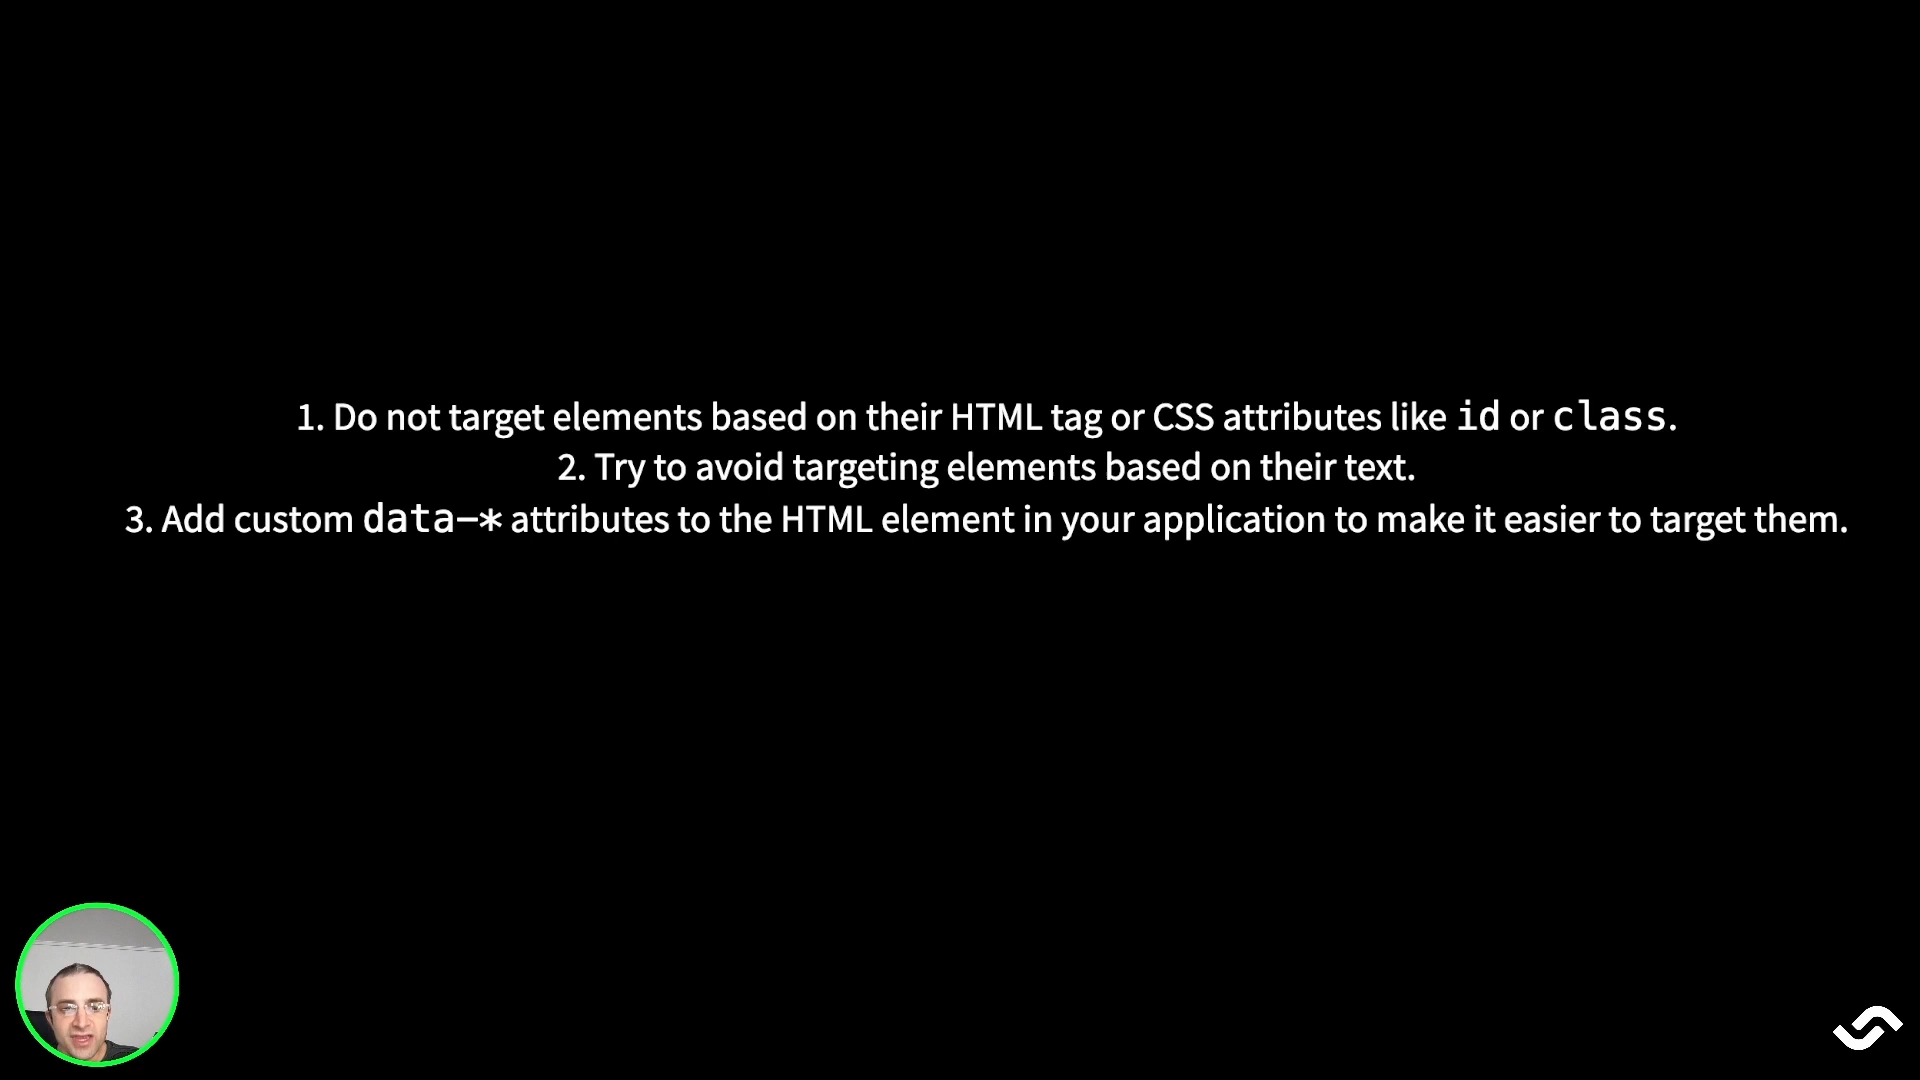 1. Do not target elements based on their HTML tag or CSS attributes like id or class.
2. Try to avoid targeting elements based on their text.
3. Add custom data-* attributes to the HTML element in your application to make it easier to target them.